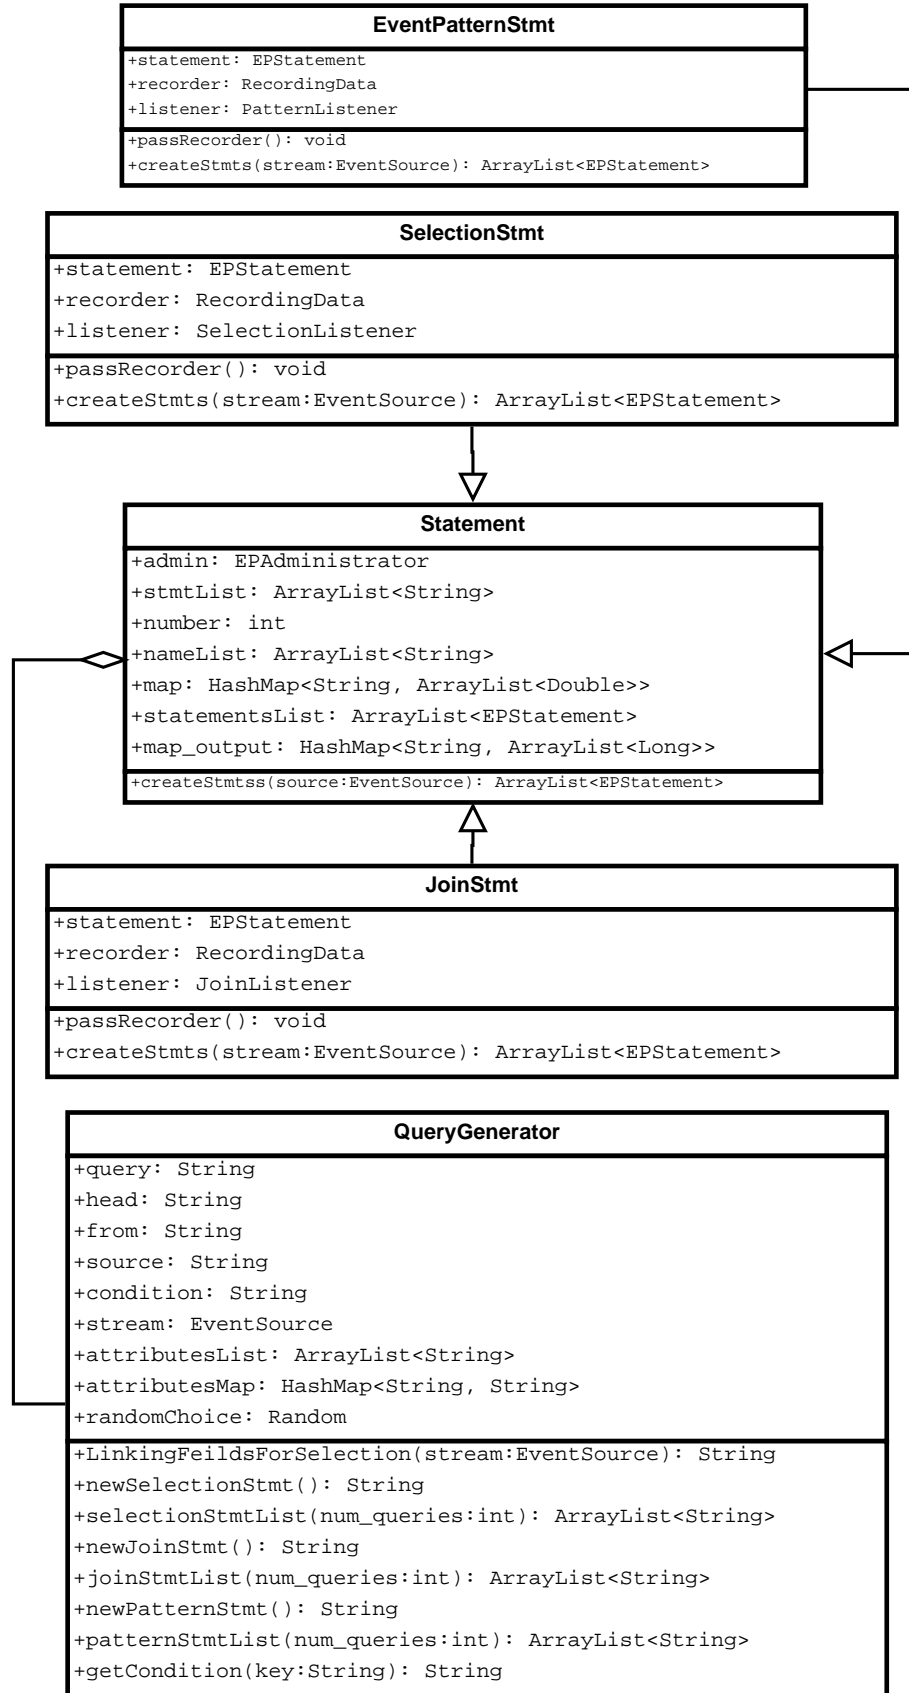 EventPatternStmt
+statement: EPStatement
+recorder: RecordingData
+listener: PatternListener
+passRecorder(): void
+createStmts(stream:EventSource): ArrayList<EPStatement>
SelectionStmt
+statement: EPStatement
+recorder: RecordingData
+listener: SelectionListener
+passRecorder(): void
+createStmts(stream:EventSource): ArrayList<EPStatement>
Statement
+admin: EPAdministrator
+stmtList: ArrayList<String>
+number: int
+nameList: ArrayList<String>
+map: HashMap<String, ArrayList<Double>>
+statementsList: ArrayList<EPStatement>
+map_output: HashMap<String, ArrayList<Long>>
+createStmtss(source:EventSource): ArrayList<EPStatement>
JoinStmt
+statement: EPStatement
+recorder: RecordingData
+listener: JoinListener
+passRecorder(): void
+createStmts(stream:EventSource): ArrayList<EPStatement>
QueryGenerator
+query: String
+head: String
+from: String
+source: String
+condition: String
+stream: EventSource
+attributesList: ArrayList<String>
+attributesMap: HashMap<String, String>
+randomChoice: Random
+LinkingFeildsForSelection(stream:EventSource): String
+newSelectionStmt(): String
+selectionStmtList(num_queries:int): ArrayList<String>
+newJoinStmt(): String
+joinStmtList(num_queries:int): ArrayList<String>
+newPatternStmt(): String
+patternStmtList(num_queries:int): ArrayList<String>
+getCondition(key:String): String